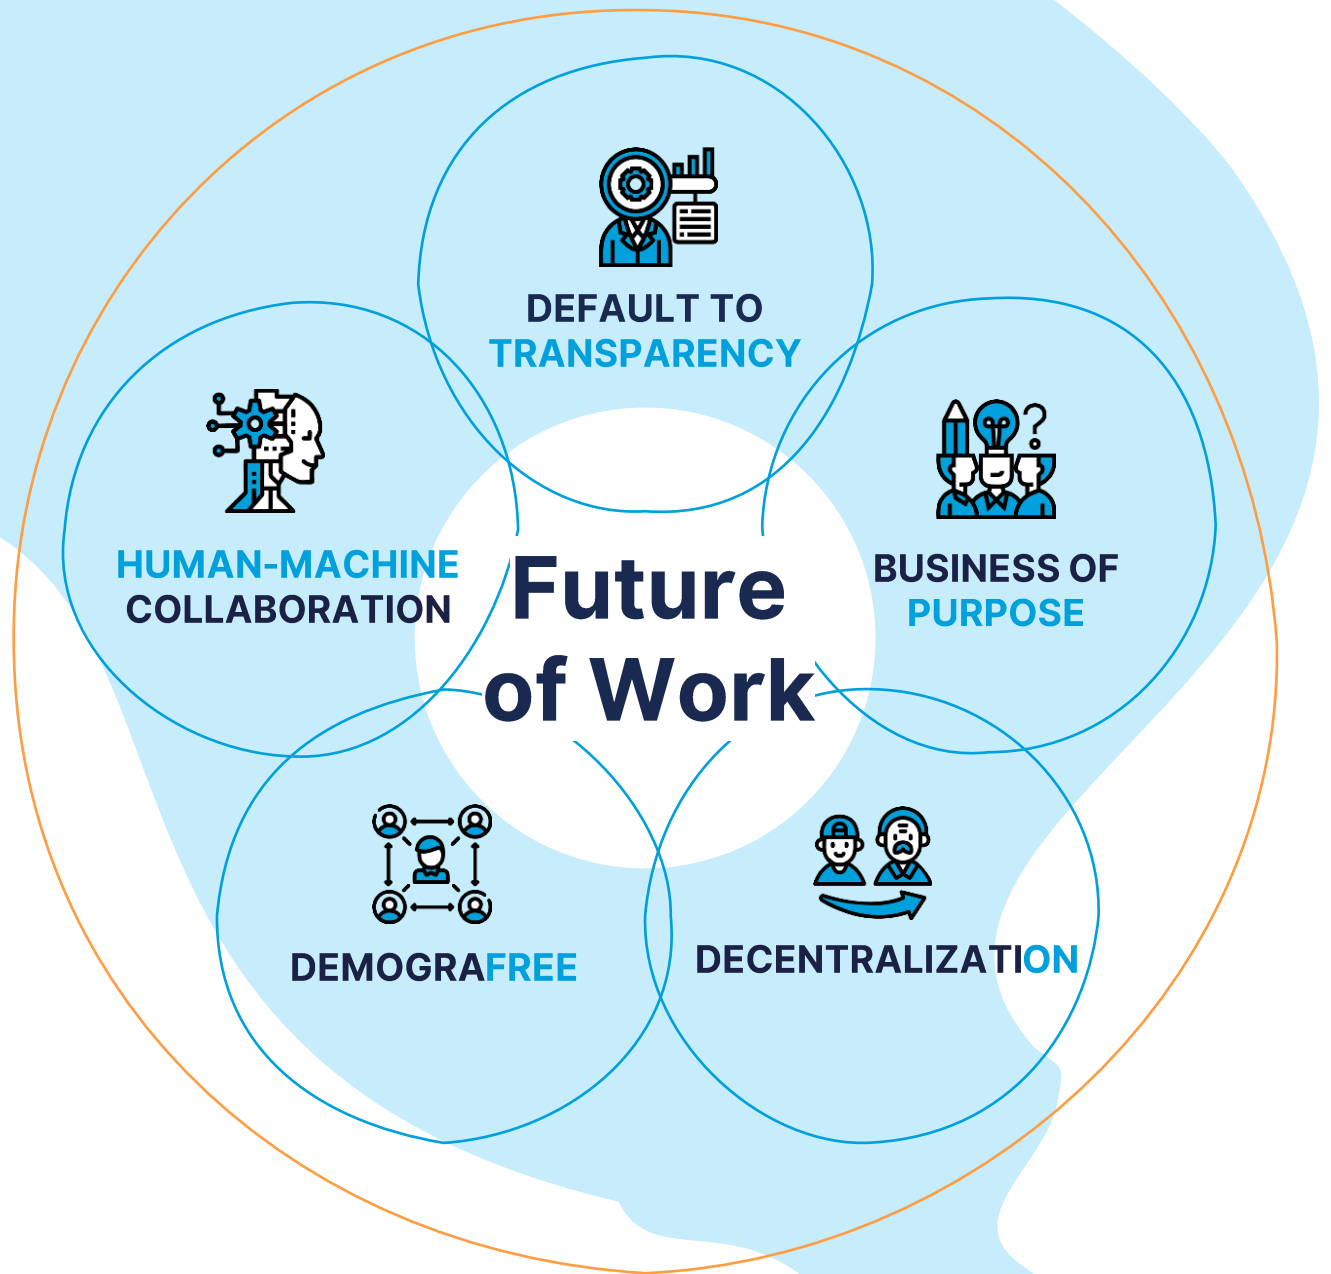 DEFAULT TO
TRANSPARENCY
HUMAN-MACHINE
COLLABORATION
BUSINESS OF
PURPOSE
Future
of Work
DEMOGRAFREE
DECENTRALIZATION